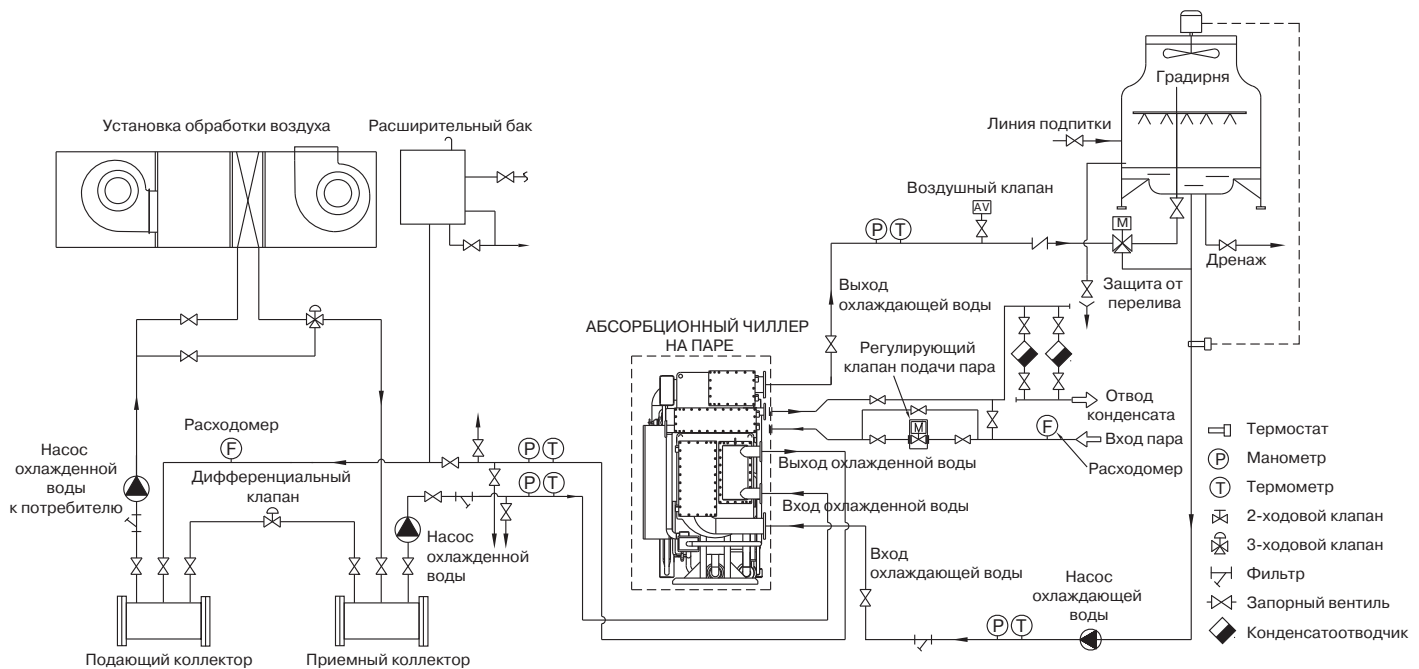 Градирня
Установка обработки воздуха
Расширительный бак
Линия подпитки
Воздушный клапан
AV
P
T
M
Дренаж
Защита от
перелива
Выход
охлаждающей воды
АБСОРБЦИОННЫЙ ЧИЛЛЕР
НА ПАРЕ
Регулирующий
клапан подачи пара
M
Отвод
конденсата
F
Вход пара
Расходомер
Расходомер
F
P
T
Выход охлажденной воды
Насос
охлажденной
воды
к потребителю
Дифференциальный
клапан
P
T
Вход охлажденной воды
Насос
охлажденной
воды
Вход
охлаждающей воды
Насос
охлаждающей
воды
P
T
Подающий коллектор
Приемный коллектор
Термостат
P Манометр
T Термометр
2-ходовой клапан
3-ходовой клапан
Фильтр
Запорный вентиль
Конденсатоотводчик